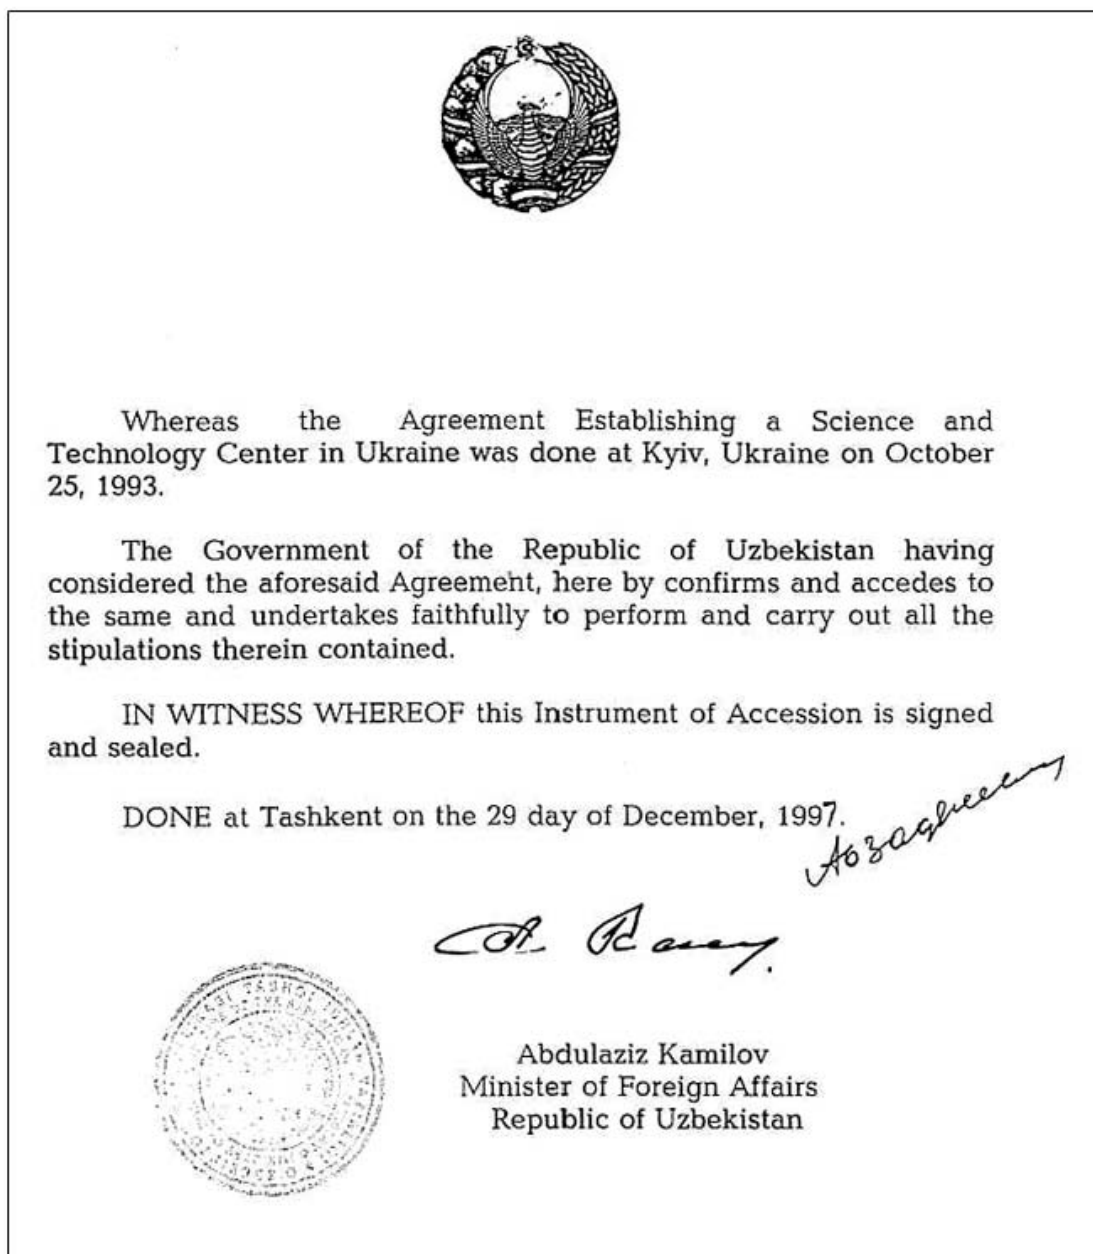 Whereas the Agreement Establishing a Science and
Technology Center in Ukraine was done at Kyiv, Ukraine on October
25, 1993.
The Government of the Republic of Uzbekistan having
considered the aforesaid Agreement, here by confirms and accedes to
the same and undertakes faithfully to perform and carry out all the
stipulations therein contained.
IN WITNESS WHEREOF this Instrument of Accession is signed
and sealed.
DONE at Tashkent on the 29 day of December, 1997.
Abdulaziz Kamilov
Minister of Foreign Affairs
Republic of Uzbekistan